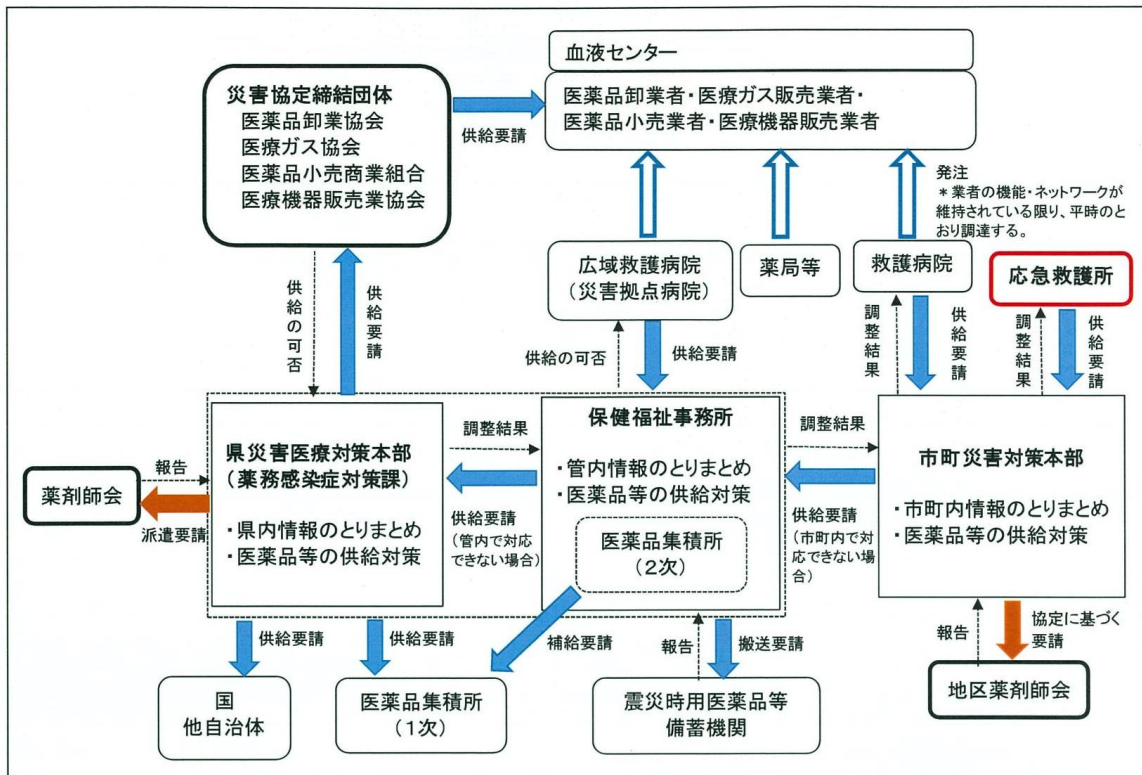 血液センター
災害協定締結団体
医薬品卸業協会
医療ガス協会
医薬品小売商業組合
医療機器販売業協会
供給要請
医薬品卸業者・医療ガス販売業者・
医薬品小売業者・医療機器販売業者
発注
＊業者の機能・ネットワークが
維持されている限り、平時のと
おり調達する。
広域救護病院
（災害拠点病院）
薬局等
救護病院
応急救護所
供給の可否
供給要請
供給の可否
供給要請
調整結果
供給要請
調整結果
供給要請
県災害医療対策本部
（薬務感染症対策課）
・県内情報のとりまとめ
・医薬品等の供給対策
調整結果
供給要請
（管内で対
応できない場合）
保健福祉事務所
・管内情報のとりまとめ
・医薬品等の供給対策
医薬品集積所
（２次）
調整結果
供給要請
（市町内で対
応できない場
合）
市町災害対策本部
・市町内情報のとりまとめ
・医薬品等の供給対策
薬剤師会
報告
派遣要請
供給要請
供給要請
補給要請
報告
搬送要請
報告
協定に基づく
要請
国
他自治体
医薬品集積所
（１次）
震災時用医薬品等
備蓄機関
地区薬剤師会